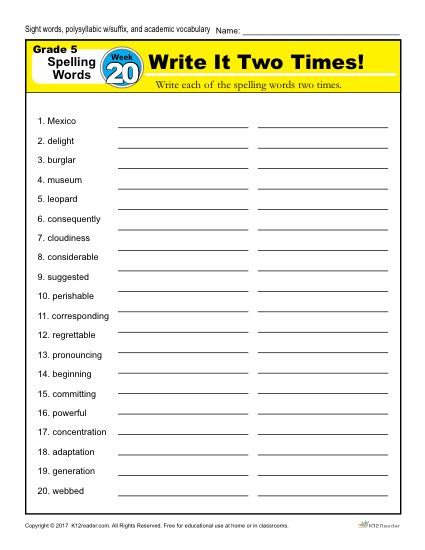 Sight words, polysyllabic w/suffix, and academic vocabulary Name:
Grade 5
Spelling
Words
Week
20
Write It Two Times!
Write each of the spelling words two times.
1. Mexico
2. delight
3. burglar
4. museum
5. leopard
6. consequently
7. cloudiness
8. considerable
9. suggested
10. perishable
11. corresponding
12. regrettable
13. pronouncing
14. beginning
15. committing
16. powerful
17. concentration
18. adaptation
19. generation
20. webbed
Copyright © 2017 K12reader.com. All Rights Reserved. Free for educational use at home or in classrooms.
K12 Reader